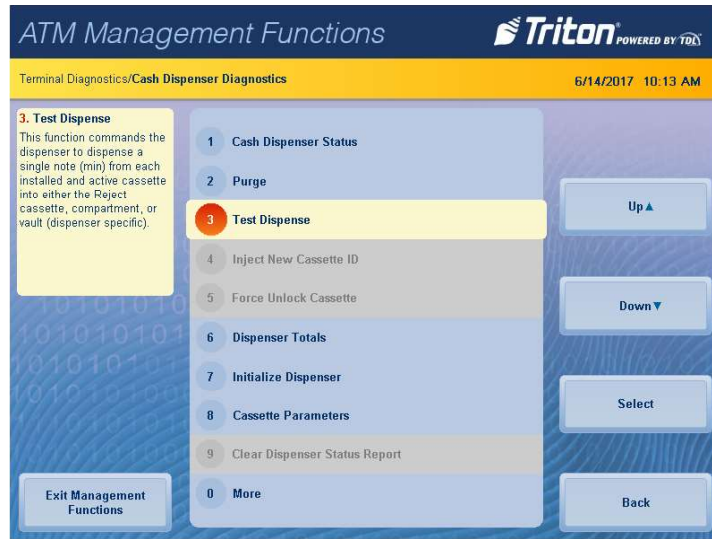 ATM Management Functions
Triton® POWERED BY TDL
Terminal Diagnostics/Cash Dispenser Diagnostics
6/14/2017 10:13 AM
3. Test Dispense
This function commands the
dispenser to dispense a
single note (min) from each
installed and active cassette
into either the Reject
cassette, compartment, or
vault (dispenser specific).
1 Cash Dispenser Status
2 Purge
3 Test Dispense
4 Inject New Cassette ID
5 Force Unlock Cassette
6 Dispenser Totals
7 Initialize Dispenser
8 Cassette Parameters
9 Clear Dispenser Status Report
0 More
Up▲
Down▼
Select
Back
Exit Management
Functions